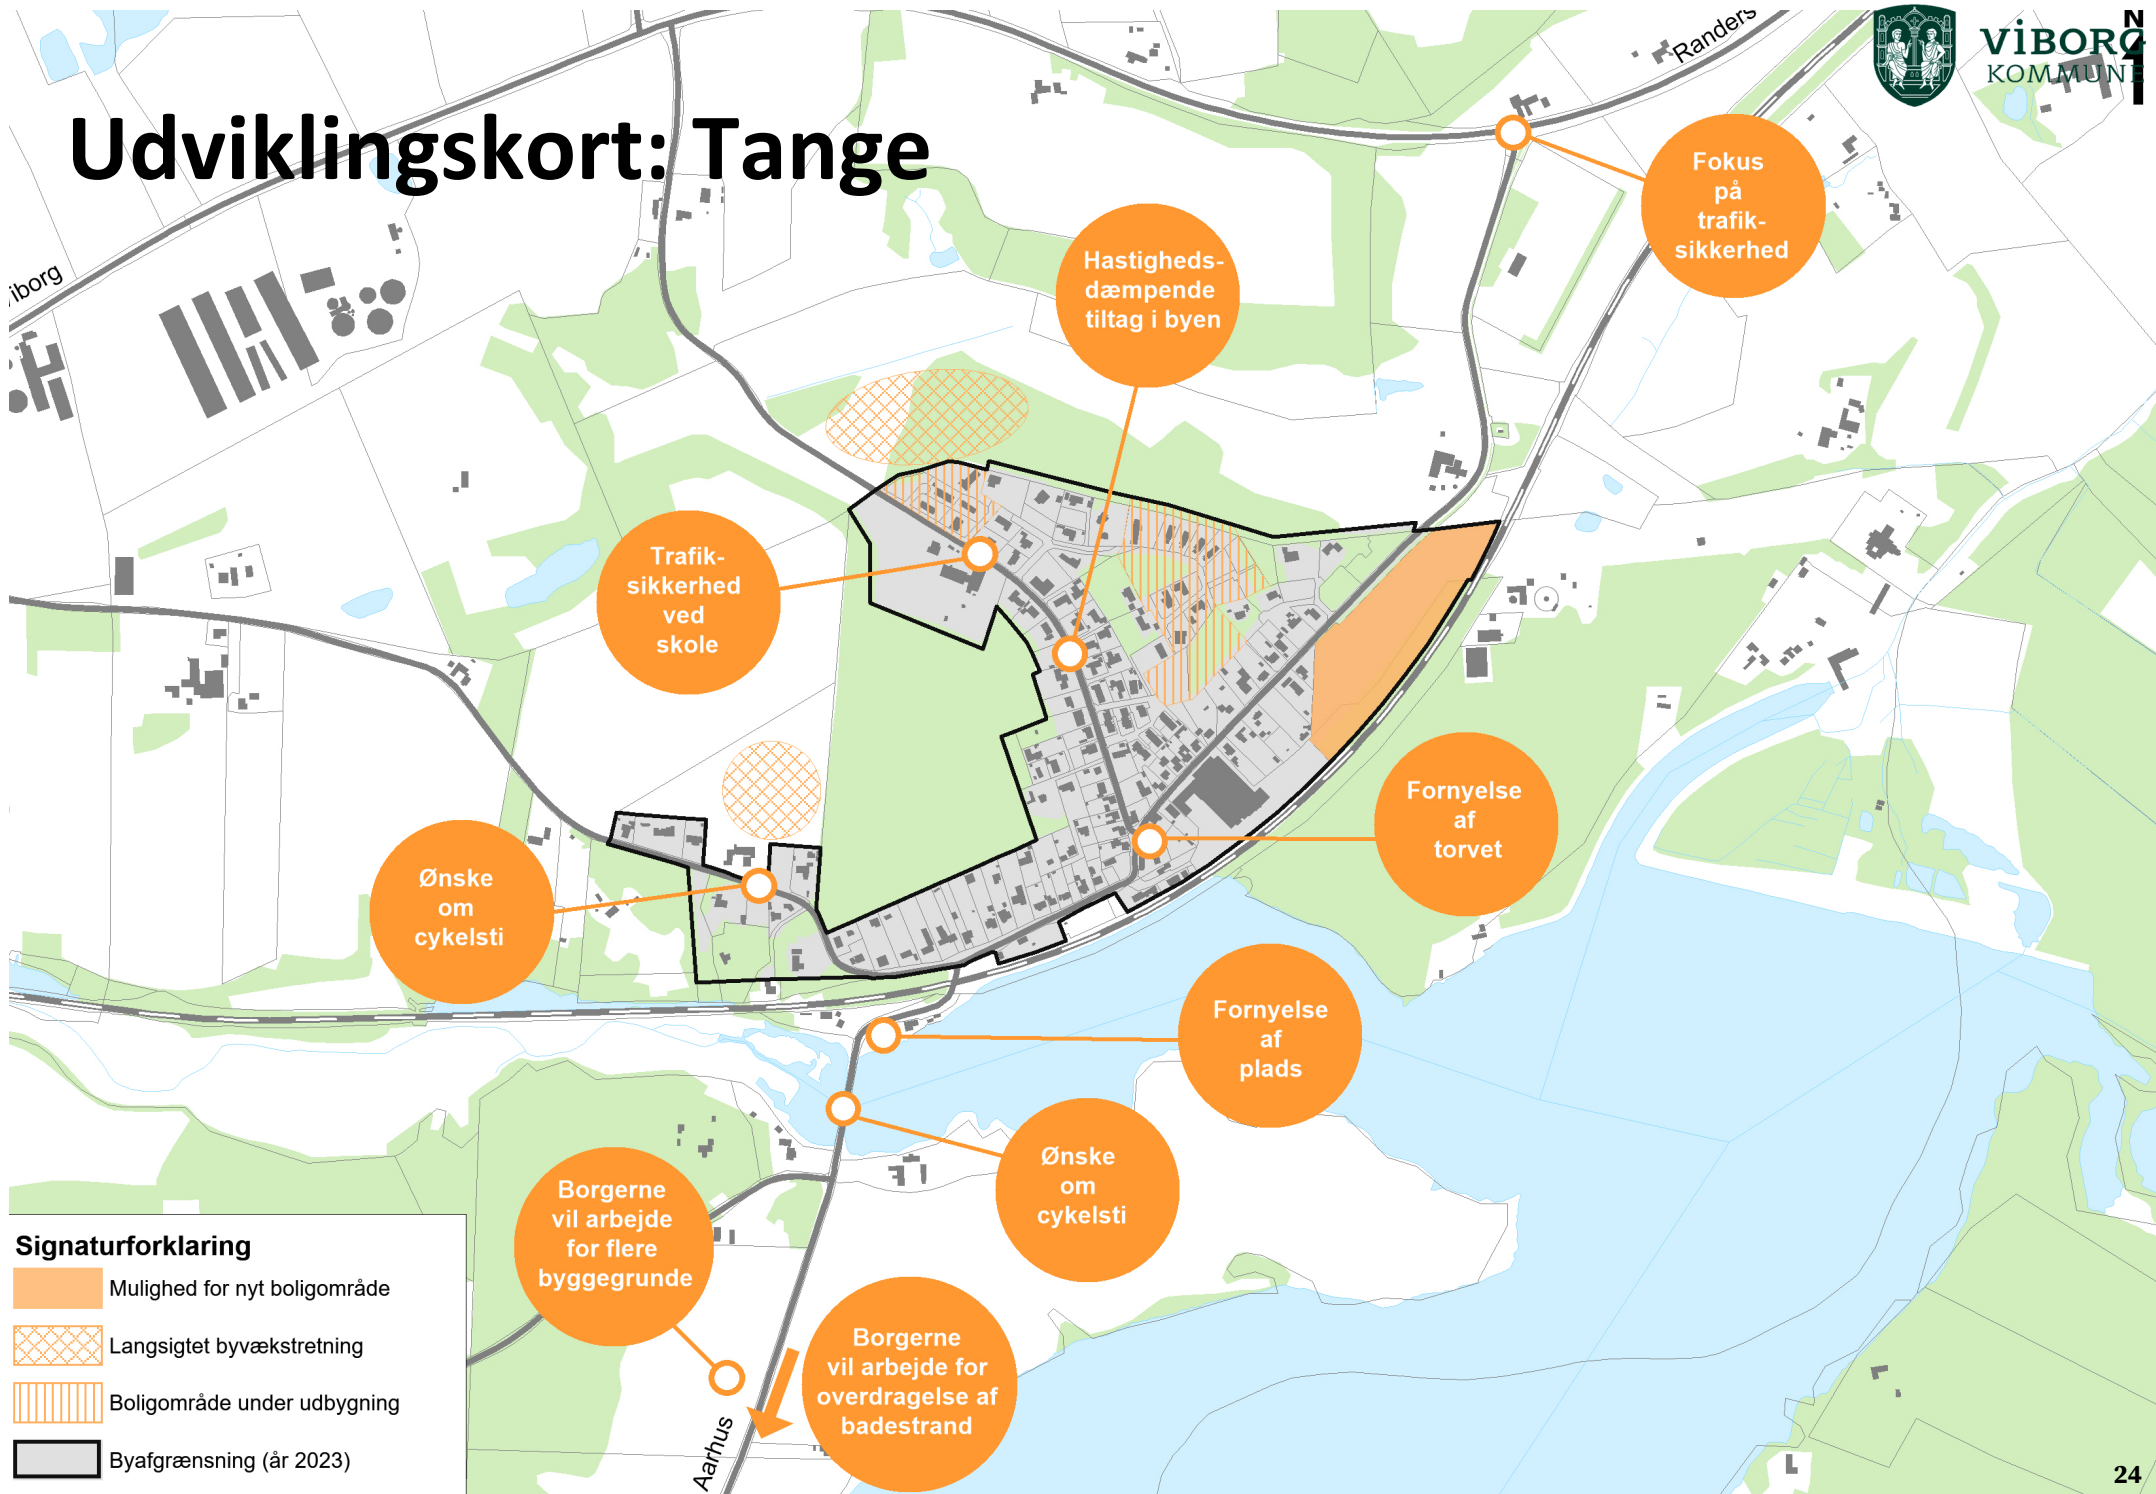 Udviklingskort: Tange
Randers
VIBORG
KOMMUNE
N
iborg
Fokus
på
trafik-
sikkerhed
Hastigheds-
dæmpende
tiltag i byen
Trafik-
sikkerhed
ved
skole
Fornyelse
af
torvet
Ønske
om
cykelsti
Fornyelse
af
plads
Ønske
om
cykelsti
Borgerne
vil arbejde
for flere
byggegrunde
Borgerne
vil arbejde for
overdragelse af
badestrand
Aarhus
Signaturforklaring
Mulighed for nyt boligområde
Langsigtet byvækstretning
Boligområde under udbygning
Byafgrænsning (år 2023)
24